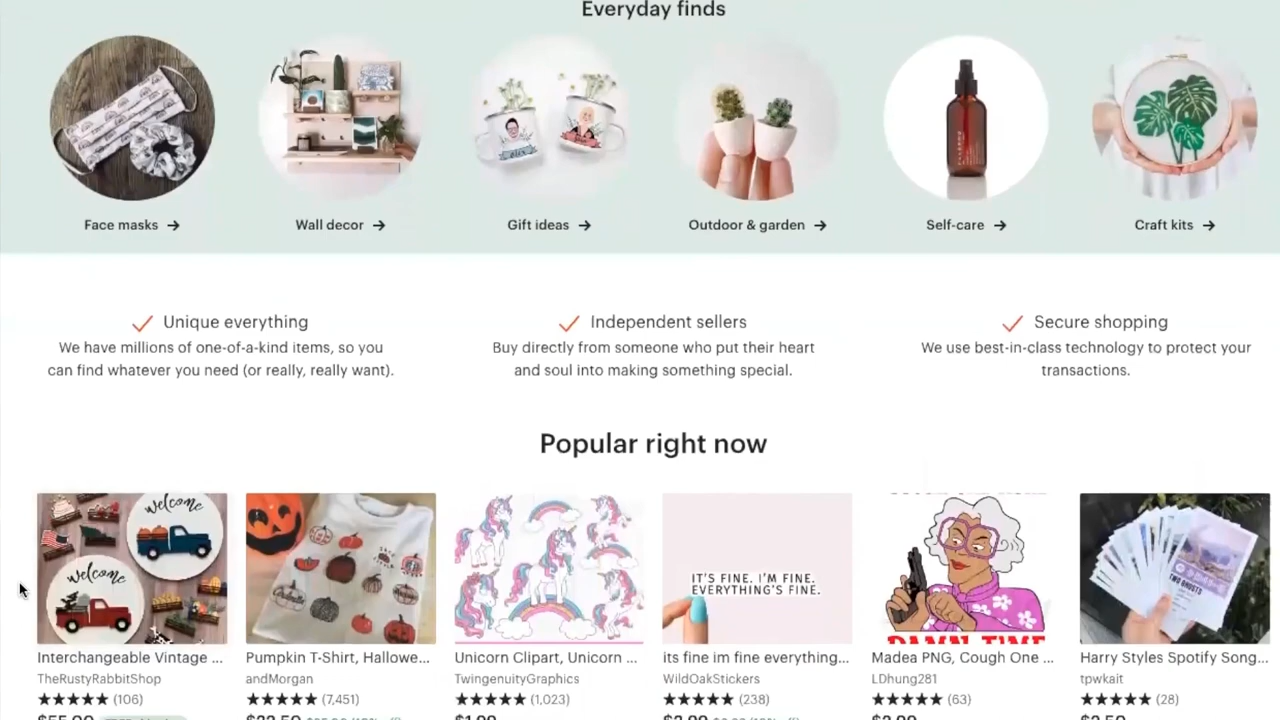 Everyday finds
Face masks →
Wall decor →
Gift ideas →
Outdoor & garden →
Self-care →
Craft kits →
Unique everything
We have millions of one-of-a-kind items, so you
can find whatever you need (or really, really want).
Independent sellers
Buy directly from someone who put their heart
and soul into making something special.
Secure shopping
We use best-in-class technology to protect your
transactions.
Popular right now
welcome
welcome
IT'S FINE. I'M FINE.
EVERYTHING'S FINE.
TWO GHOSTS
Interchangeable Vintage ...
TheRustyRabbitShop
★★★★★ (106)
Pumpkin T-Shirt, Hallowe...
andMorgan
★★★★★ (7,451)
Unicorn Clipart, Unicorn ...
TwingenuityGraphics
★★★★★ (1,023)
its fine im fine everything...
WildOakStickers
★★★★★ (238)
Madea PNG, Cough One ...
LDhung281
★★★★★ (63)
Harry Styles Spotify Song...
tpwkait
★★★★★ (28)